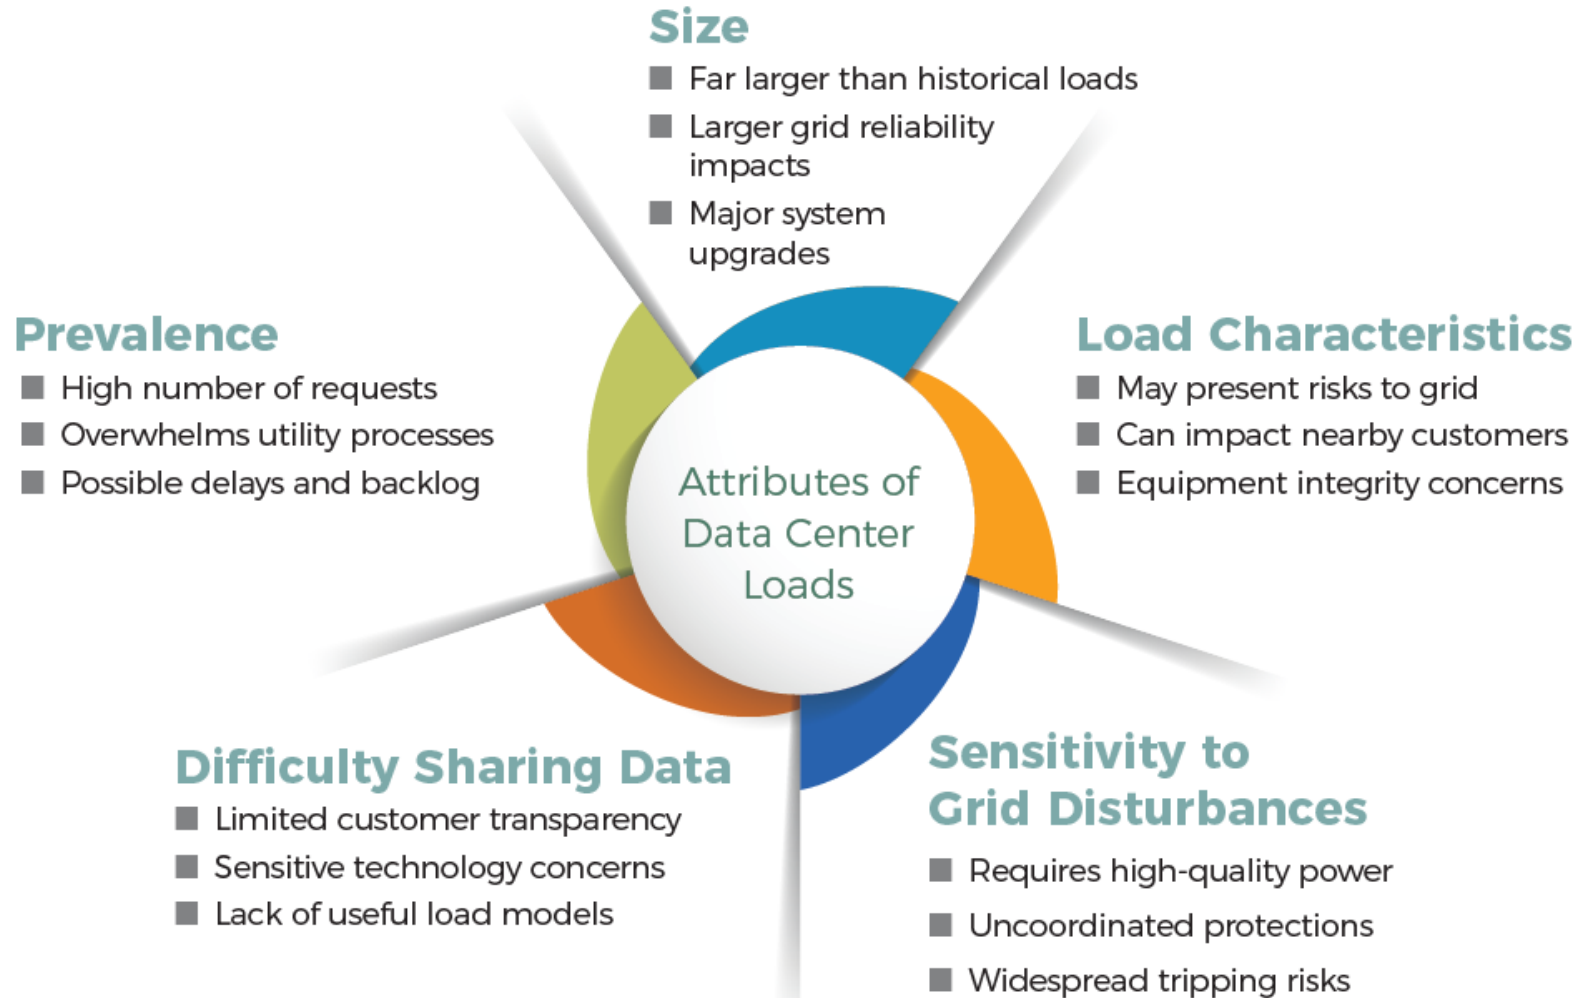 Size
■ Far larger than historical loads
■ Larger grid reliability
impacts
■ Major system
upgrades
Prevalence
■ High number of requests
■ Overwhelms utility processes
■ Possible delays and backlog
Load Characteristics
■ May present risks to grid
■ Can impact nearby customers
■ Equipment integrity concerns
Attributes of
Data Center
Loads
Difficulty Sharing Data
■ Limited customer transparency
■ Sensitive technology concerns
■ Lack of useful load models
Sensitivity to
Grid Disturbances
■ Requires high-quality power
■ Uncoordinated protections
■ Widespread tripping risks